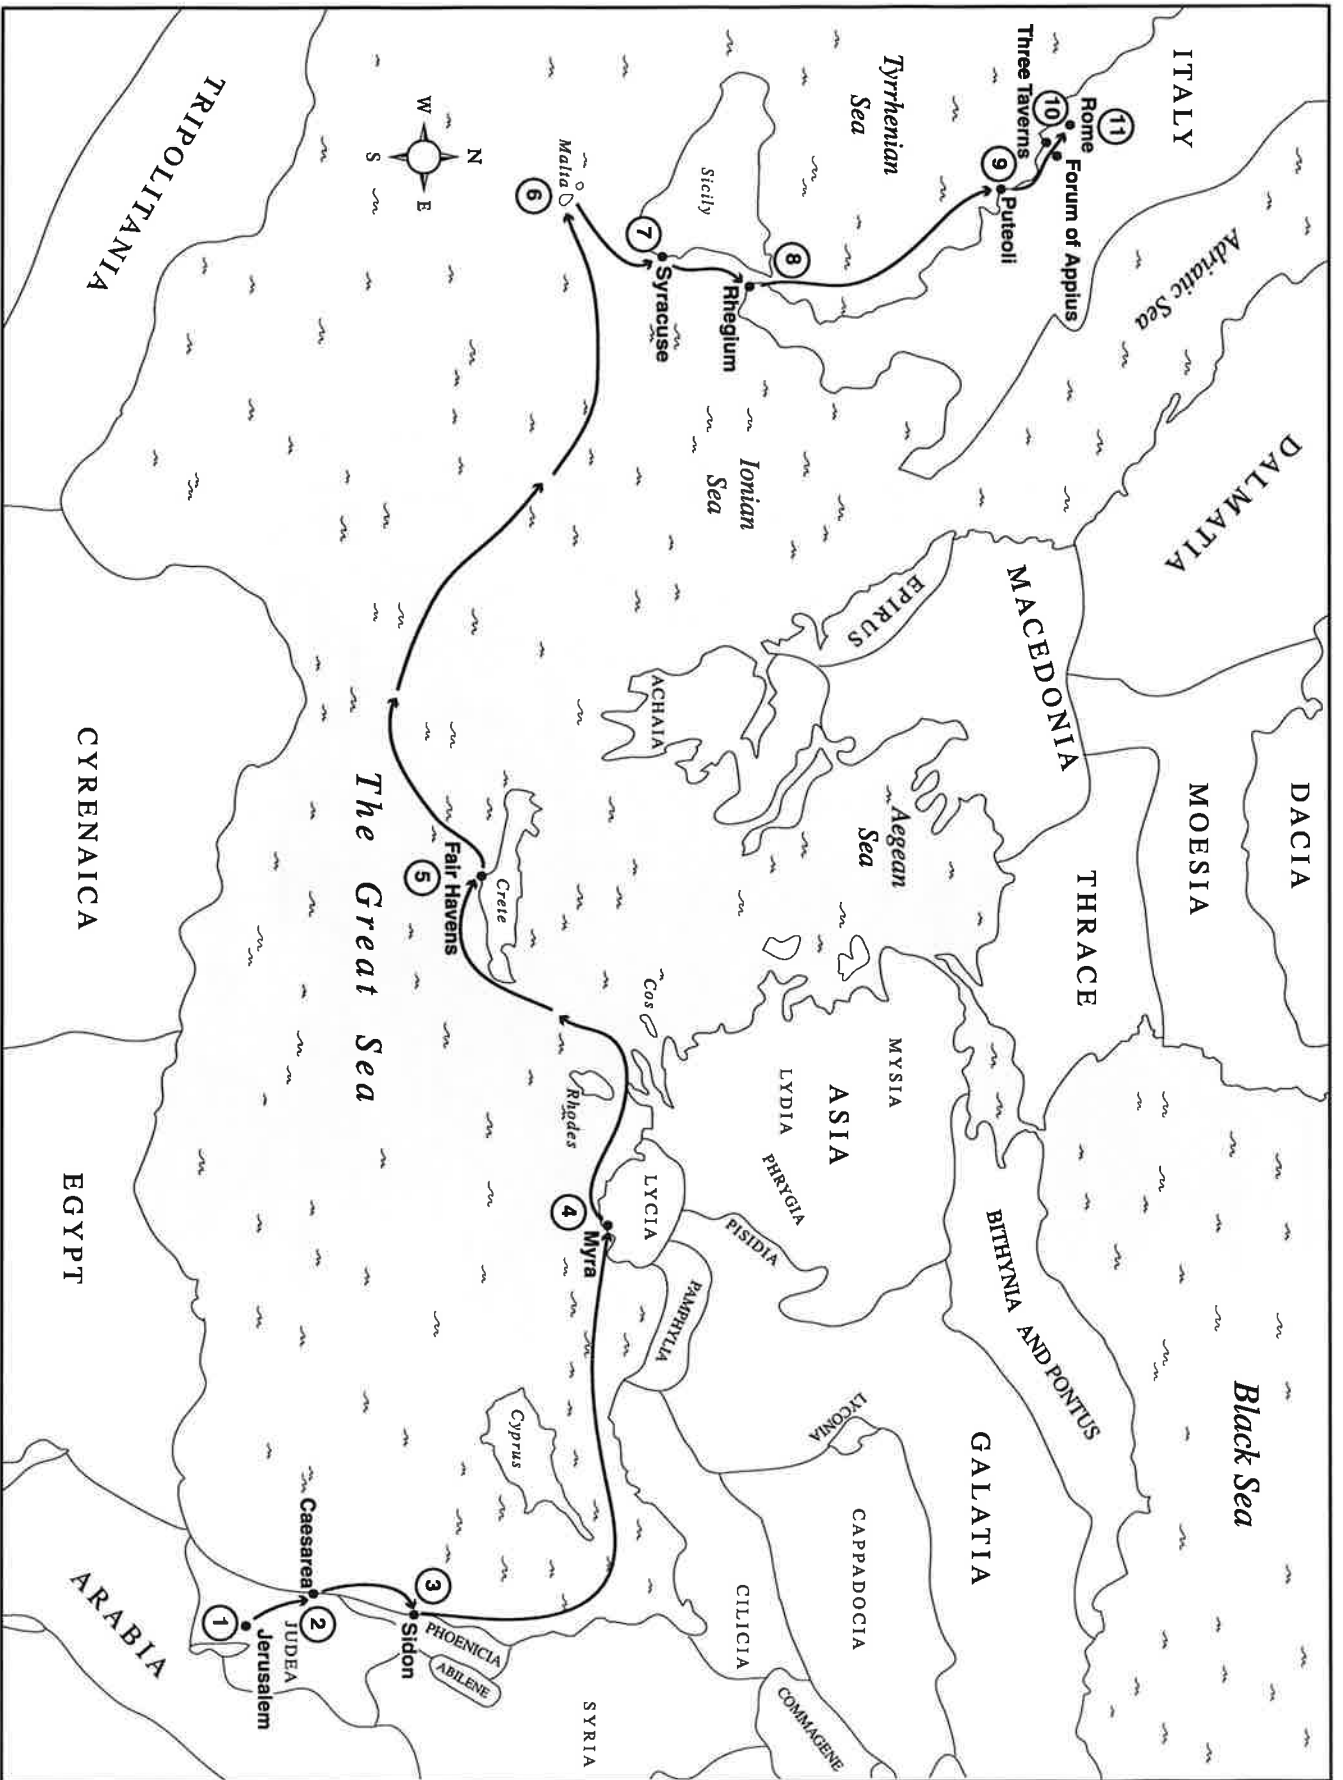 ITALY
DALMATIA
DACIA
MOESIA
Black Sea
Adriatic Sea
MACEDONIA
THRACE
BITHYNIA AND PONTUS
GALATIA
11
Rome
10
Three Taverns
Forum of Appius
9
Puteoli
Tyrrhenian
Sea
EPIRUS
Aegean
Sea
MYSIA
ASIA
LYDIA
PHRYGIA
PISIDIA
LYCONIA
CAPPADOCIA
COMMAGENE
CILICIA
Sicily
8
Rhegium
7
Syracuse
Ionian
Sea
ACHAIA
Cos
LYCIA
PAMPHYLIA
SYRIA
Malta
6
Rhodes
4
Myra
Cyprus
Crete
Fair Havens
5
N
W
E
S
The Great Sea
3
Sidon
PHOENICIA
ABILENE
Caesarea
2
JUDEA
1
Jerusalem
TRIPOLITANIA
CYRENAICA
EGYPT
ARABIA